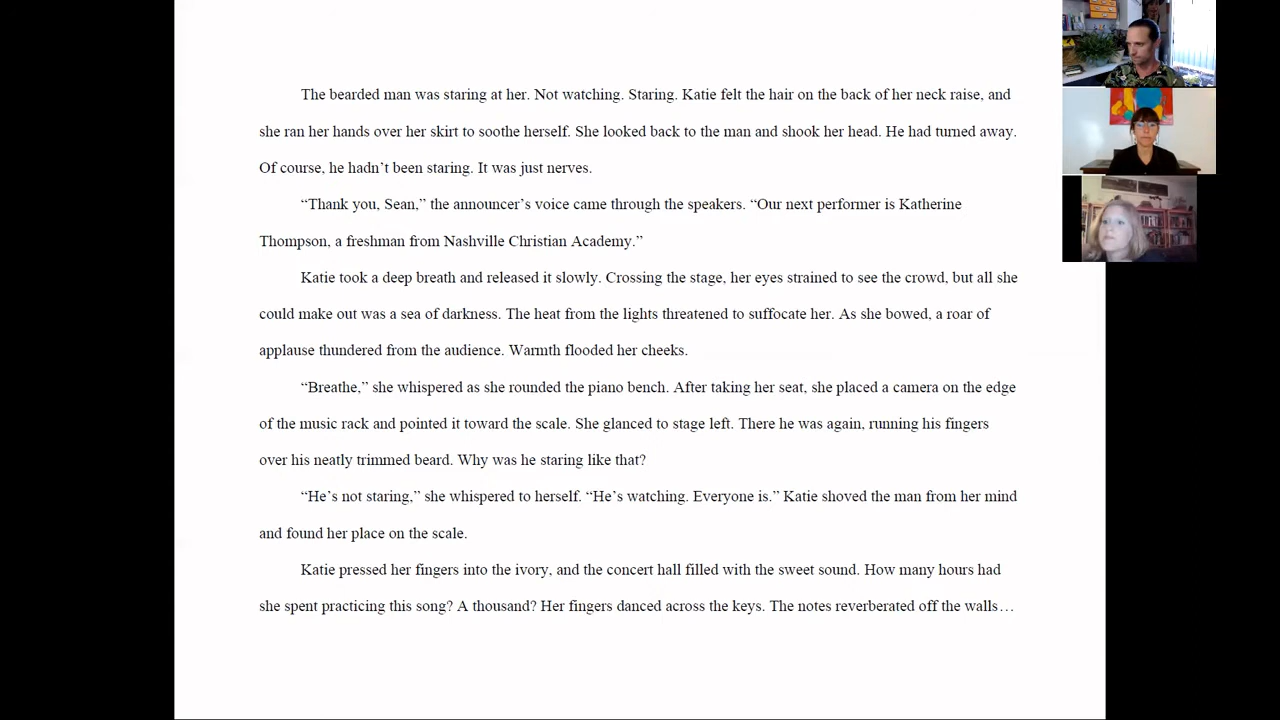 The bearded man was staring at her. Not watching. Staring. Katie felt the hair on the back of her neck raise, and
she ran her hands over her skirt to soothe herself. She looked back to the man and shook her head. He had turned away.
Of course, he hadn’t been staring. It was just nerves.
“Thank you, Sean,” the announcer’s voice came through the speakers. “Our next performer is Katherine
Thompson, a freshman from Nashville Christian Academy.”
Katie took a deep breath and released it slowly. Crossing the stage, her eyes strained to see the crowd, but all she
could make out was a sea of darkness. The heat from the lights threatened to suffocate her. As she bowed, a roar of
applause thundered from the audience. Warmth flooded her cheeks.
“Breathe,” she whispered as she rounded the piano bench. After taking her seat, she placed a camera on the edge
of the music rack and pointed it toward the scale. She glanced to stage left. There he was again, running his fingers
over his neatly trimmed beard. Why was he staring like that?
“He’s not staring,” she whispered to herself. “He’s watching. Everyone is.” Katie shoved the man from her mind
and found her place on the scale.
Katie pressed her fingers into the ivory, and the concert hall filled with the sweet sound. How many hours had
she spent practicing this song? A thousand? Her fingers danced across the keys. The notes reverberated off the walls…